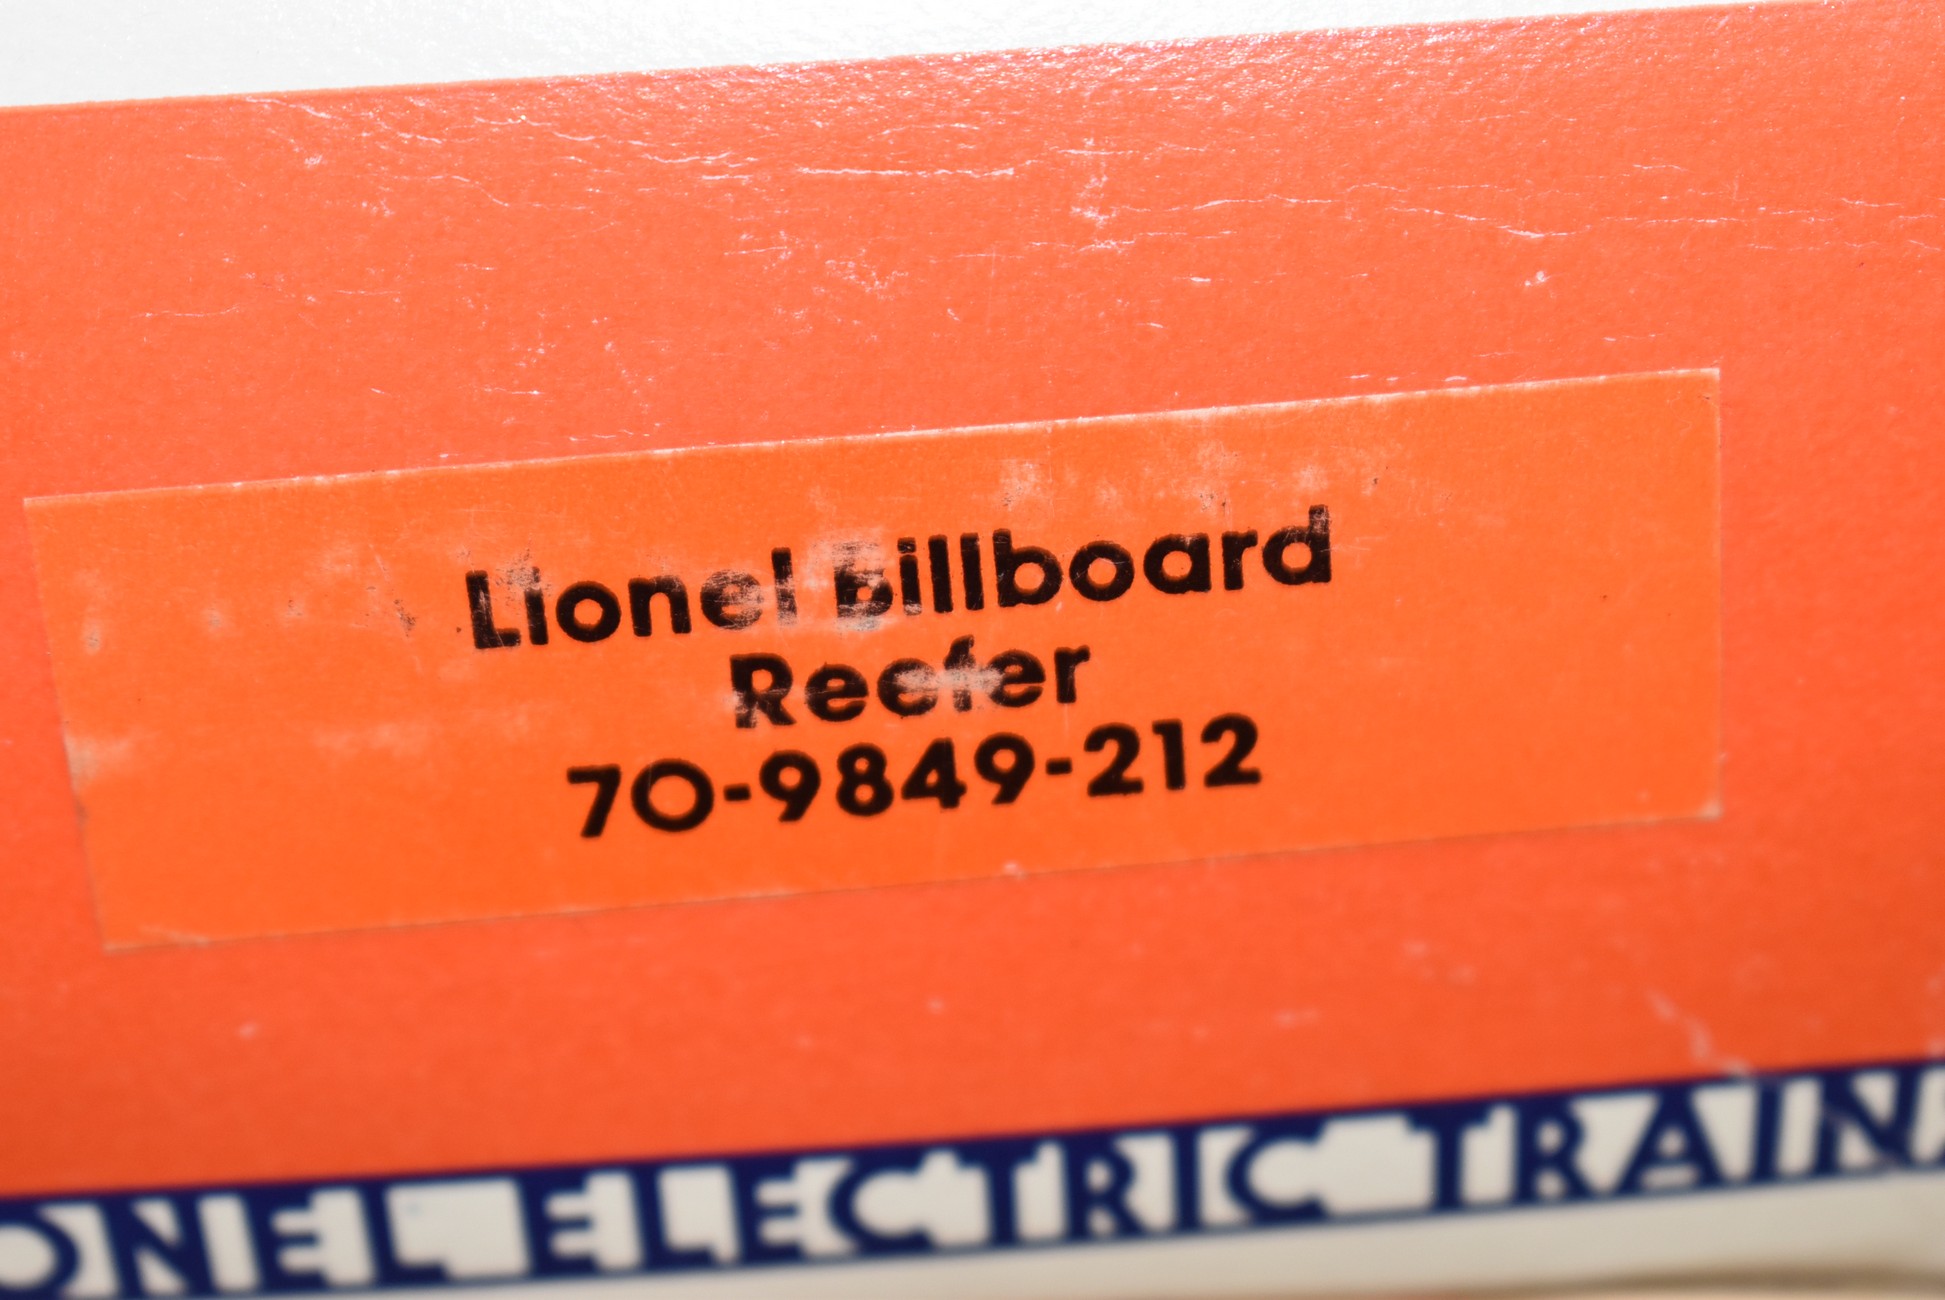 Lionel Billboard
Reefer
70-9849-212
ONEL ELECTRIC TRAIN